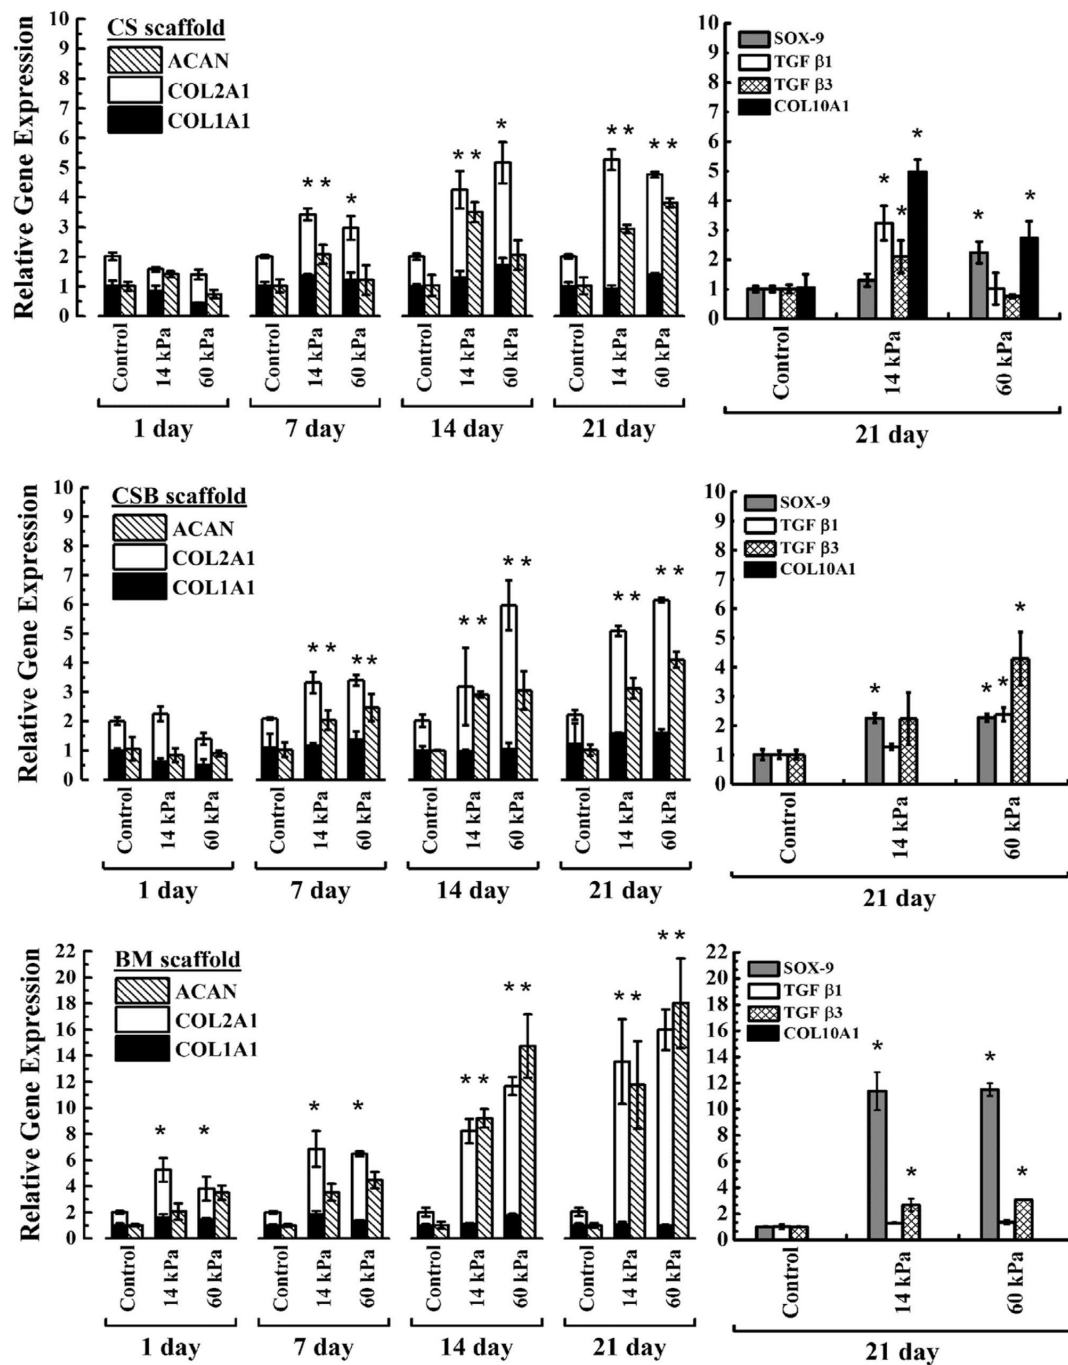 CS scaffold
ACAN
COL2A1
COL1A1
Relative Gene Expression
10
9
8
7
6
5
4
3
2
1
0
* *
*
* *
*
* *
* *
Control
14 kPa
60 kPa
Control
14 kPa
60 kPa
Control
14 kPa
60 kPa
Control
14 kPa
60 kPa
1 day
7 day
14 day
21 day
SOX-9
TGF β1
TGF β3
COL10A1
10
9
8
7
6
5
4
3
2
1
0
*
*
*
*
*
Control
14 kPa
60 kPa
21 day
CSB scaffold
ACAN
COL2A1
COL1A1
Relative Gene Expression
10
9
8
7
6
5
4
3
2
1
0
* *
* *
* *
* *
* *
* *
Control
14 kPa
60 kPa
Control
14 kPa
60 kPa
Control
14 kPa
60 kPa
Control
14 kPa
60 kPa
1 day
7 day
14 day
21 day
SOX-9
TGF β1
TGF β3
COL10A1
10
9
8
7
6
5
4
3
2
1
0
*
*
*
*
Control
14 kPa
60 kPa
21 day
BM scaffold
ACAN
COL2A1
COL1A1
Relative Gene Expression
22
20
18
16
14
12
10
8
6
4
2
0
*
*
*
*
* *
* *
* *
* *
Control
14 kPa
60 kPa
Control
14 kPa
60 kPa
Control
14 kPa
60 kPa
Control
14 kPa
60 kPa
1 day
7 day
14 day
21 day
SOX-9
TGF β1
TGF β3
COL10A1
22
20
18
16
14
12
10
8
6
4
2
0
*
*
*
*
Control
14 kPa
60 kPa
21 day